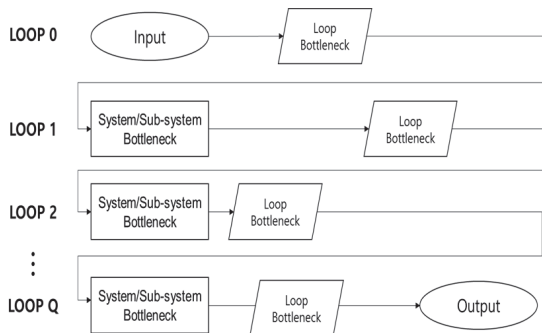 LOOP 0
Input
Loop
Bottleneck
LOOP 1
System/Sub-system
Bottleneck
Loop
Bottleneck
LOOP 2
System/Sub-system
Bottleneck
Loop
Bottleneck
⋮
LOOP Q
System/Sub-system
Bottleneck
Loop
Bottleneck
Output